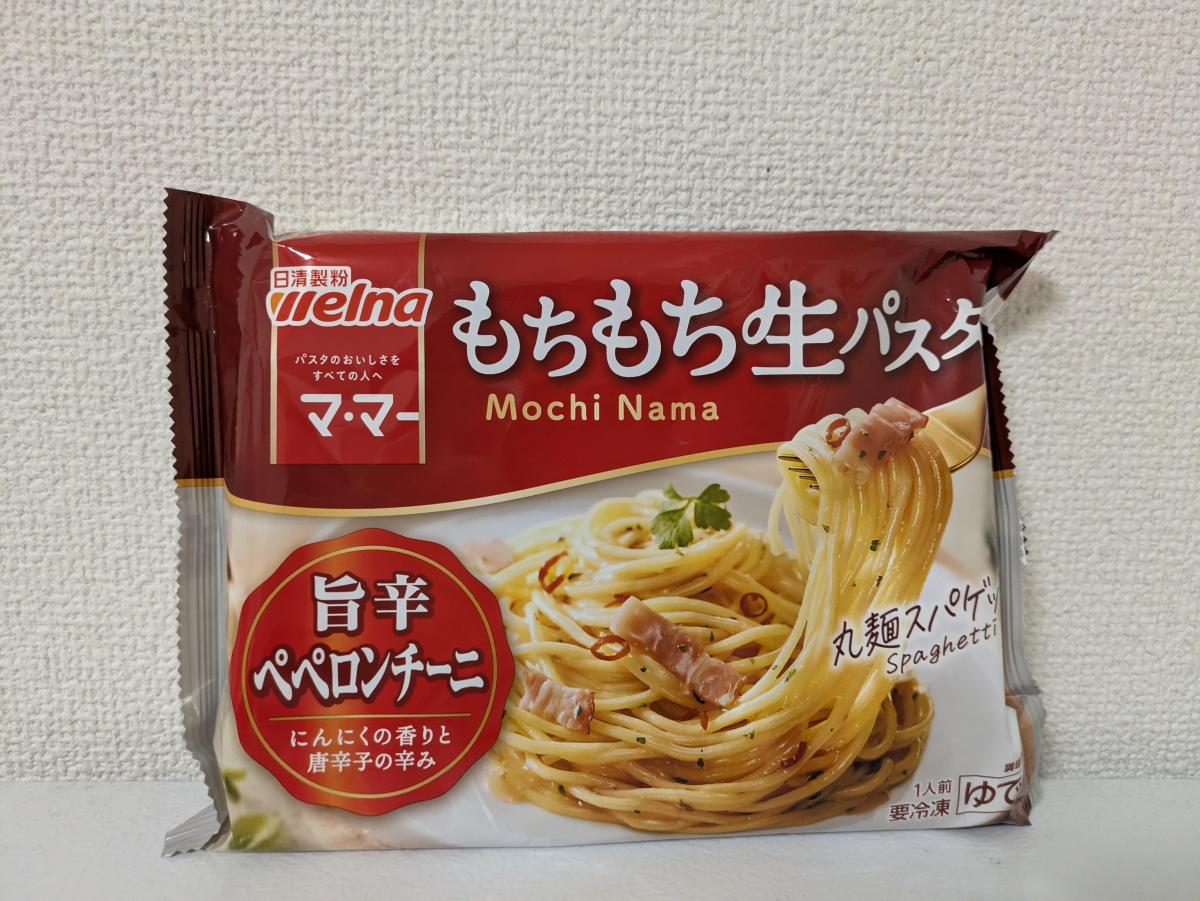 日清製粉
welna
パスタのおいしさを
すべての人へ
マ・マー
もちもち生パスタ
Mochi Nama
旨辛
ペペロンチーニ
にんにくの香りと
唐辛子の辛み
丸麺スパゲッ
Spaghetti
1人前
要冷凍
ゆで